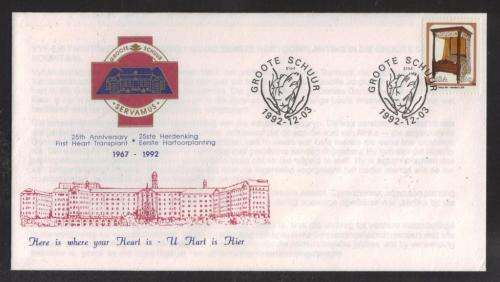 GROOTE SCHUUR
SERVAMUS
25th Anniversary • 25ste Herdenking
First Heart Transplant Eerste Hartoorplanting
1967 - 1992
Here is where your Heart is - U Hart is Hier
GROOTE SCHUUR
1992-12-03
GROOTE SCHUUR
1992-12-03
RSA